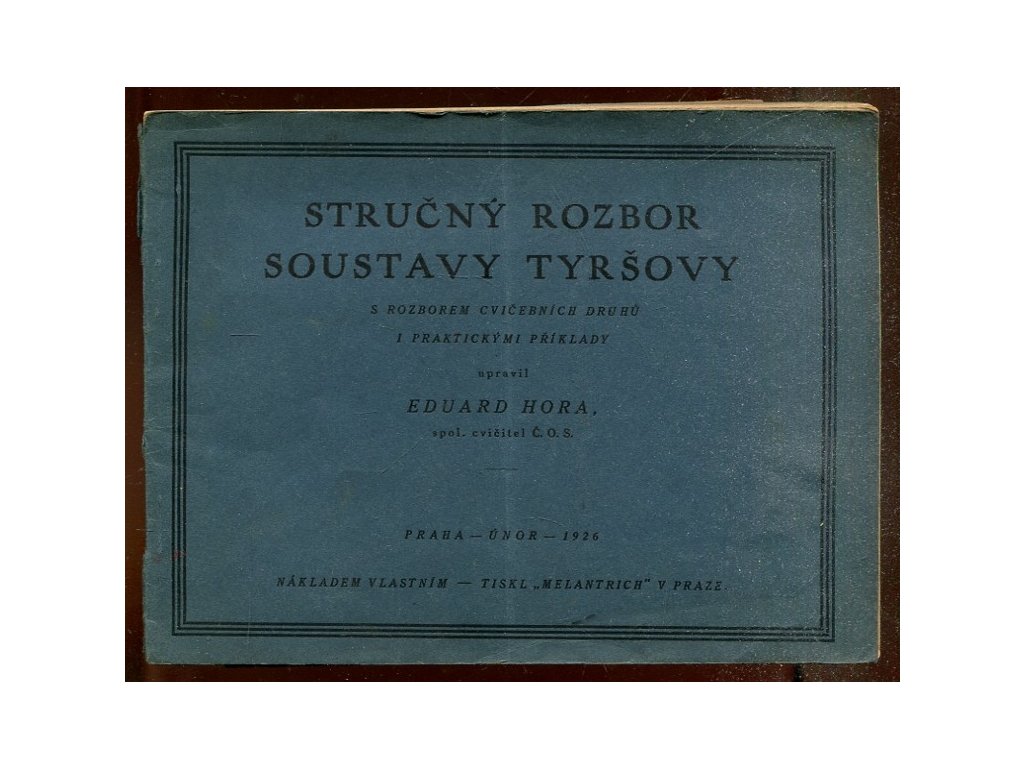 STRUČNÝ ROZBOR
SOUSTAVY TYRŠOVY
S ROZBOREM CVIČEBNÍCH DRUHŮ
I PRAKTICKÝMI PŘÍKLADY
upravil
EDUARD HORA,
spol. cvičitel Č. O. S.
PRAHA — ÚNOR — 1926
NÁKLADEM VLASTNÍM — TISKL „MELANTRICH“ V PRAZE.